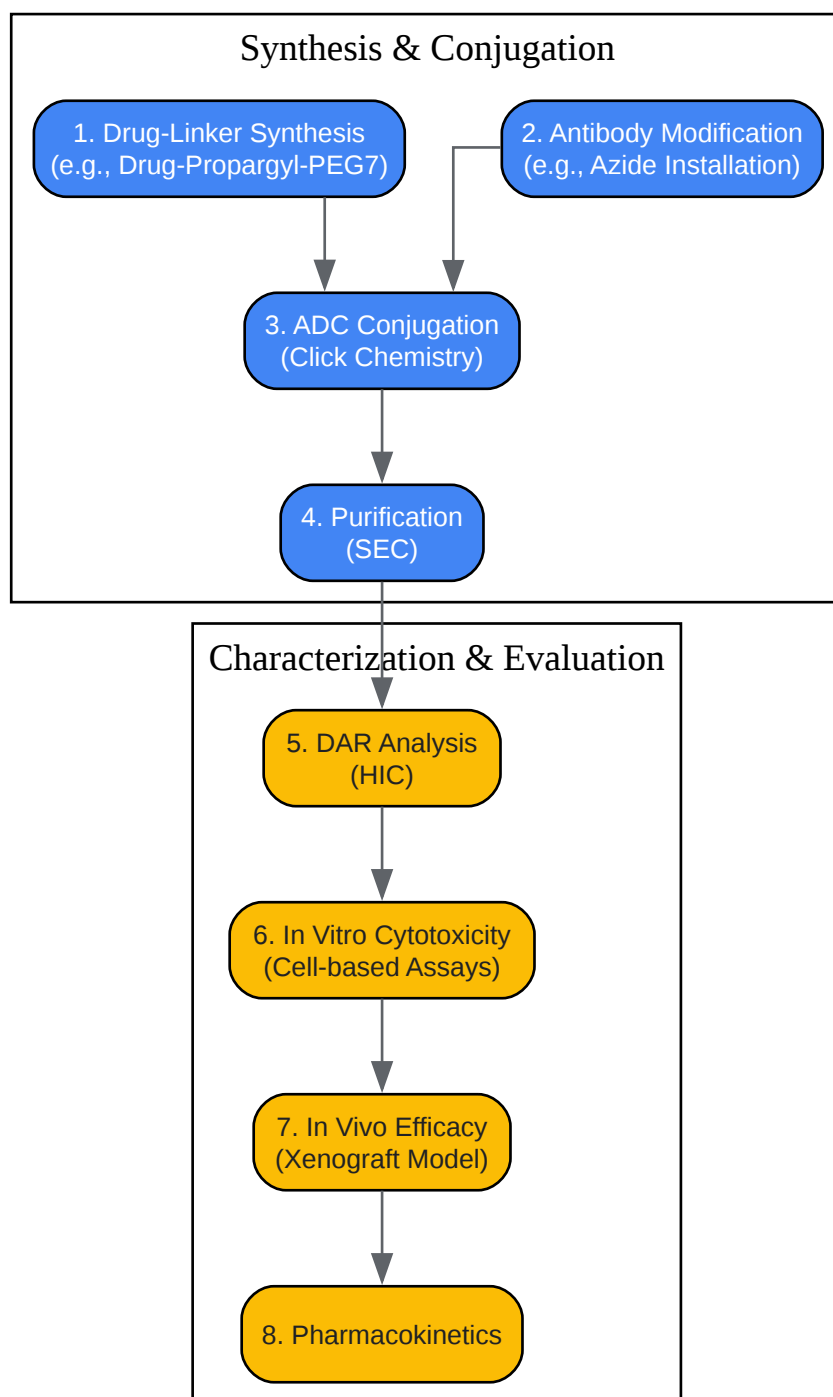 Synthesis & Conjugation
1. Drug-Linker Synthesis
(e.g., Drug-Propargyl-PEG7)
2. Antibody Modification
(e.g., Azide Installation)
3. ADC Conjugation
(Click Chemistry)
4. Purification
(SEC)
Characterization & Evaluation
5. DAR Analysis
(HIC)
6. In Vitro Cytotoxicity
(Cell-based Assays)
7. In Vivo Efficacy
(Xenograft Model)
8. Pharmacokinetics